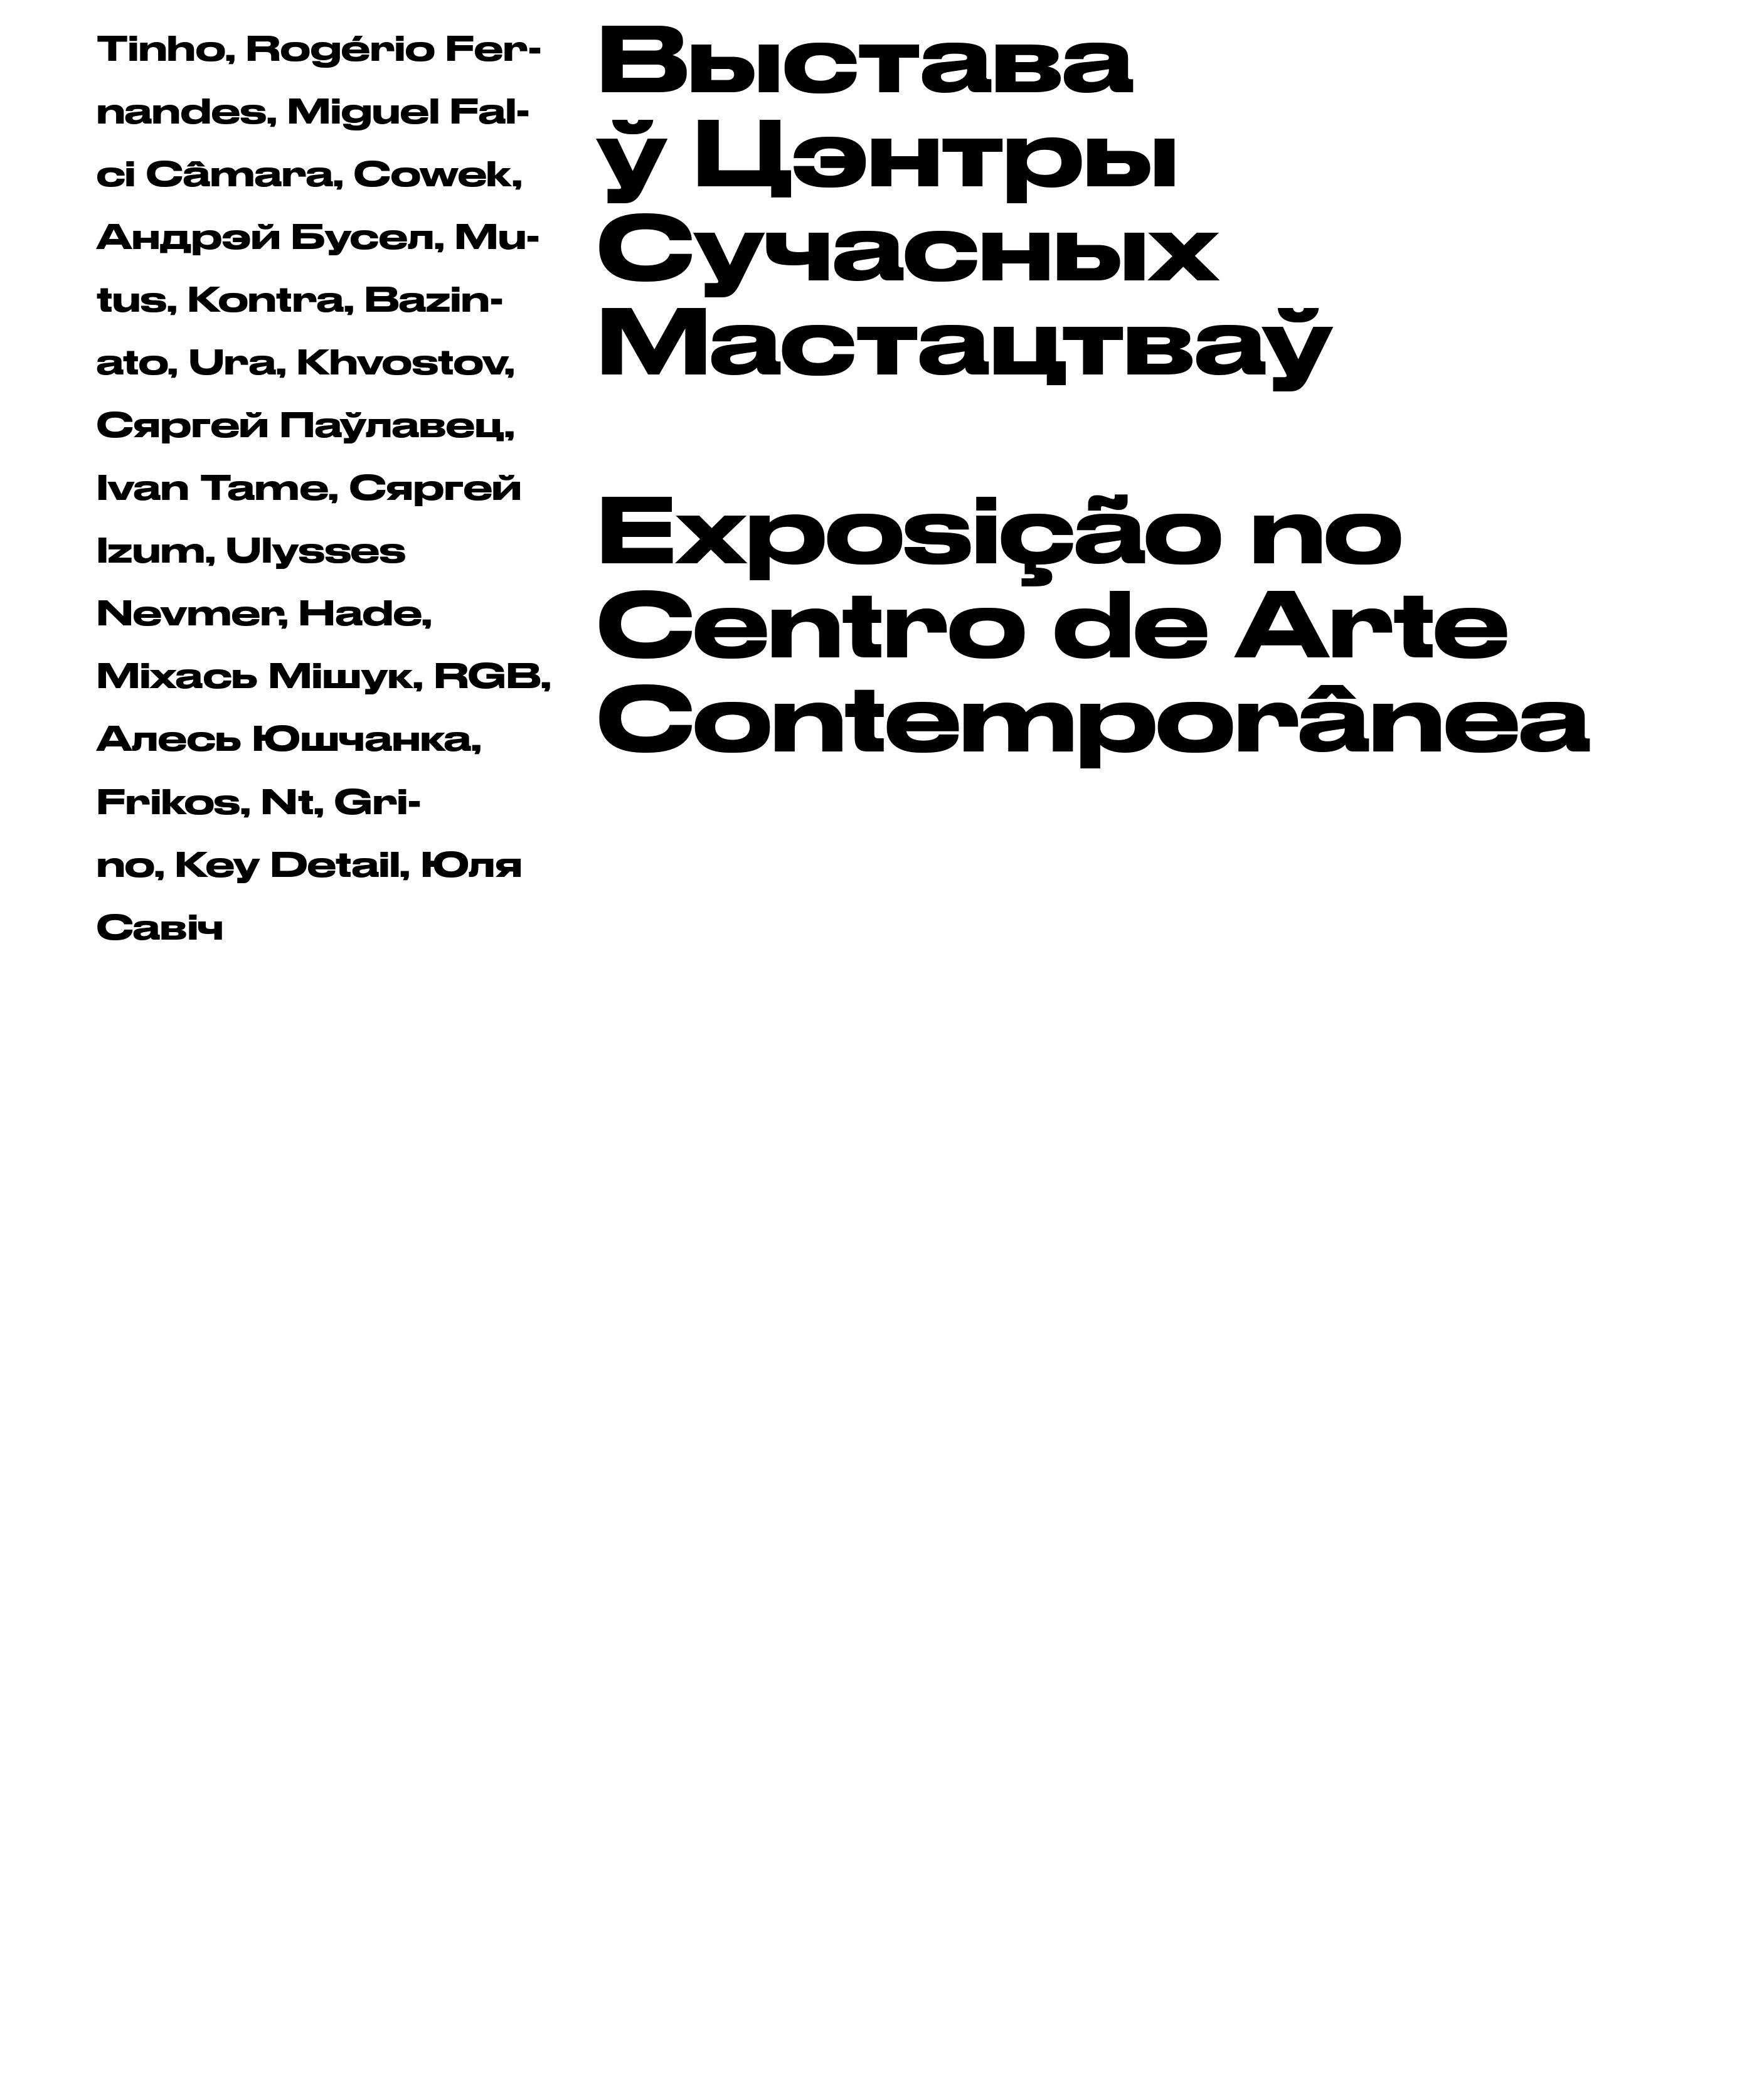 Tinho, Rogério Fer-
nandes, Miguel Fal-
ci Câmara, Cowek,
Андрэй Бусел, Mu-
tus, Kontra, Bazin-
ato, Ura, Khvostov,
Сяргей Паўлавец,
Ivan Tame, Сяргей
Izum, Ulysses
Nevmer, Hade,
Міхась Мішук, RGB,
Алесь Юшчанка,
Frikos, Nt, Gri-
no, Key Detail, Юля
Савіч
Выстава
ў Цэнтры
Сучасных
Мастацтваў
Exposição no
Centro de Arte
Contemporânea